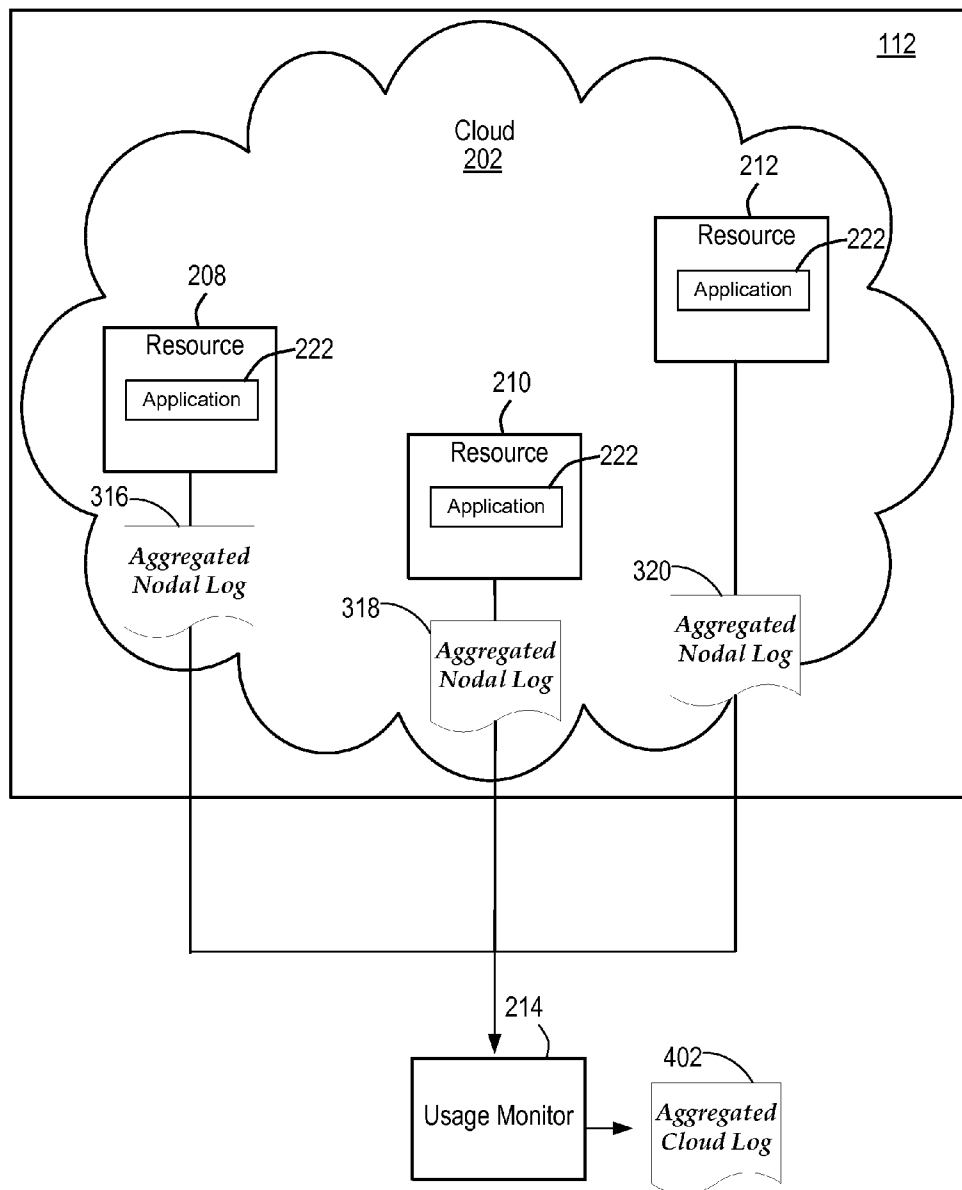 112
Cloud
202
212
Resource
222
Application
208
Resource
222
Application
210
Resource
222
Application
316
Aggregated
Nodal Log
318
Aggregated
Nodal Log
320
Aggregated
Nodal Log
214
Usage Monitor
402
Aggregated
Cloud Log